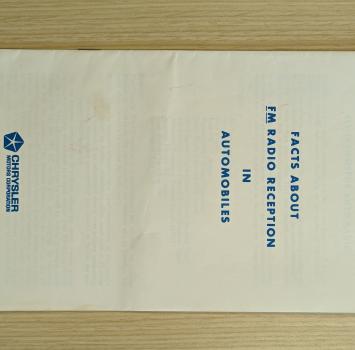 FACTS ABOUT
FM RADIO RECEPTION
IN
AUTOMOBILES
CHRYSLER
MOTORS CORPORATION